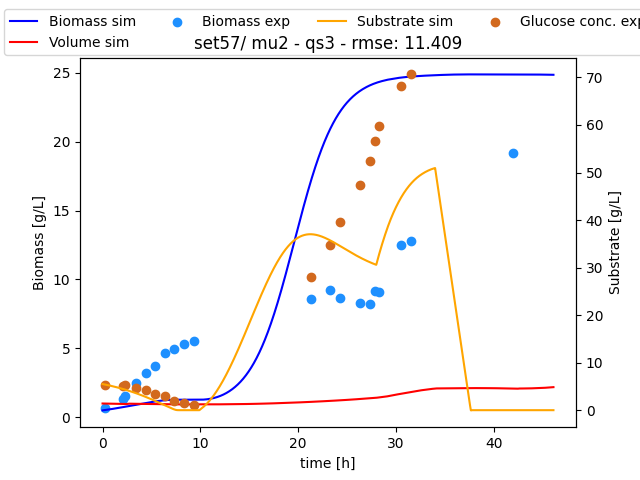 Biomass sim Biomass exp Substrate sim Glucose conc. exp
Volume sim
set57/ mu2 - qs3 - rmse: 11.409
25
20
15
10
5
0
Biomass [g/L]
70
60
50
40
30
20
10
0
Substrate [g/L]
0 10 20 30 40
time [h]